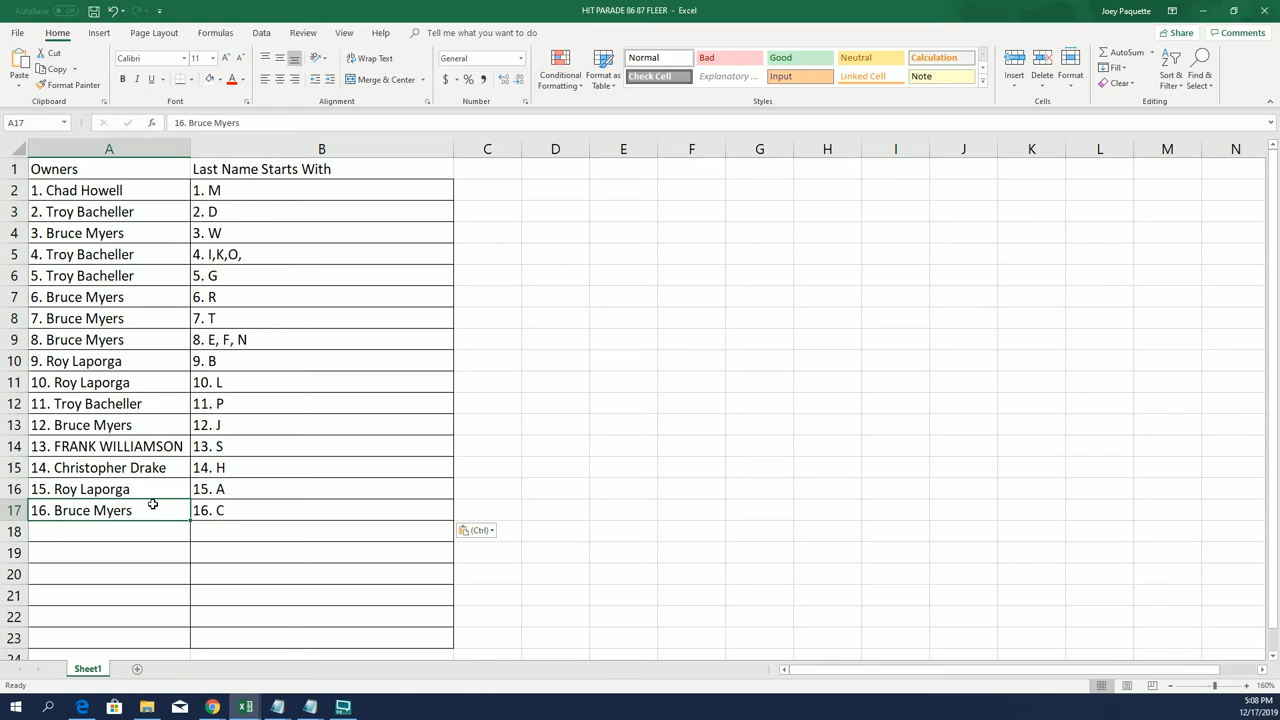 AutoSave Off
HIT PARADE 86 87 FLEER - Excel
Joey Paquette
File Home Insert Page Layout Formulas Data Review View Help Tell me what you want to do Share Comments
Paste Cut Copy Format Painter Clipboard
Calibri 11 B I U A Font
Wrap Text Merge & Center Alignment
General $ % , Number
Conditional Formatting Format as Table
Normal Bad Good Neutral Calculation
Check Cell Explanatory ... Input Linked Cell Note
Styles
Insert Delete Format Cells
AutoSum Fill Clear Sort & Filter Find & Select Editing
A17 fx 16. Bruce Myers
A B C D E F G H I J K L M N
1 Owners Last Name Starts With
2 1. Chad Howell 1. M
3 2. Troy Bacheller 2. D
4 3. Bruce Myers 3. W
5 4. Troy Bacheller 4. I,K,O,
6 5. Troy Bacheller 5. G
7 6. Bruce Myers 6. R
8 7. Bruce Myers 7. T
9 8. Bruce Myers 8. E, F, N
10 9. Roy Laporga 9. B
11 10. Roy Laporga 10. L
12 11. Troy Bacheller 11. P
13 12. Bruce Myers 12. J
14 13. FRANK WILLIAMSON 13. S
15 14. Christopher Drake 14. H
16 15. Roy Laporga 15. A
17 16. Bruce Myers 16. C
18 (Ctrl)
19
20
21
22
23
24
Sheet1
Ready 160%
5:08 PM
12/17/2019